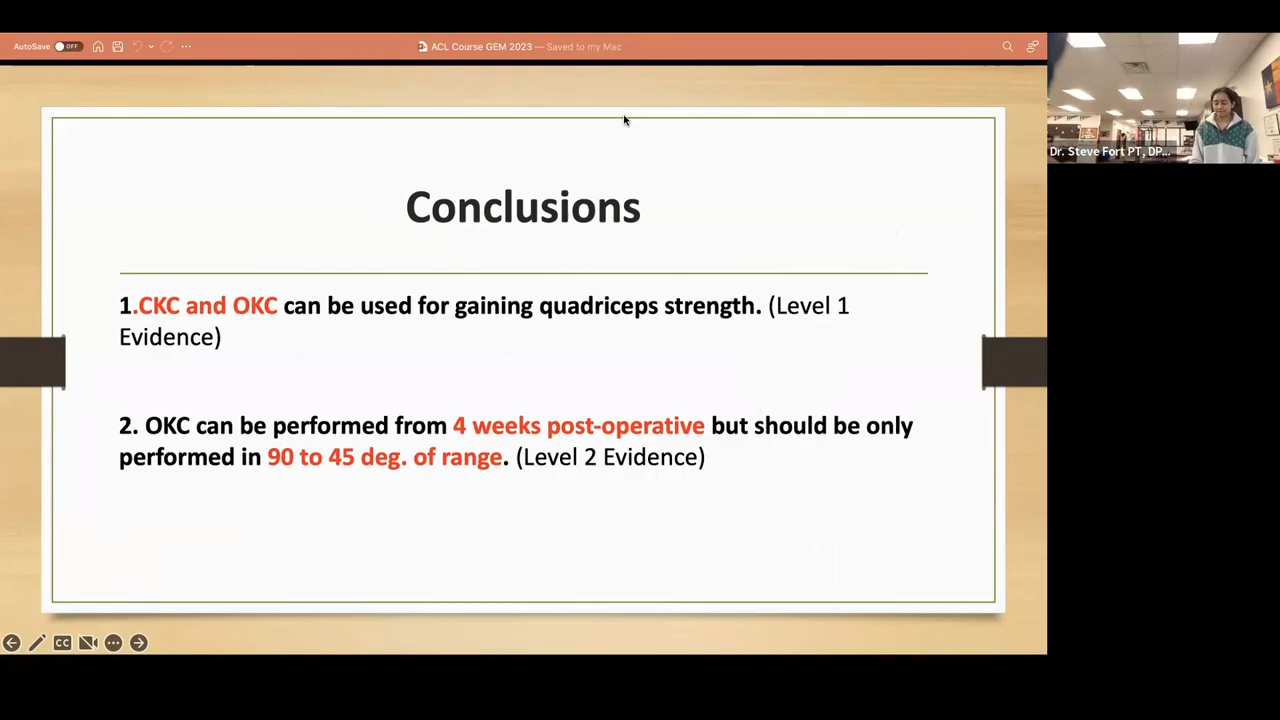 AutoSave OFF
ACL Course GEM 2023 — Saved to my Mac
Dr. Steve Fort PT, DP...
Conclusions
1.CKC and OKC can be used for gaining quadriceps strength. (Level 1
Evidence)
2. OKC can be performed from 4 weeks post-operative but should be only
performed in 90 to 45 deg. of range. (Level 2 Evidence)
CC